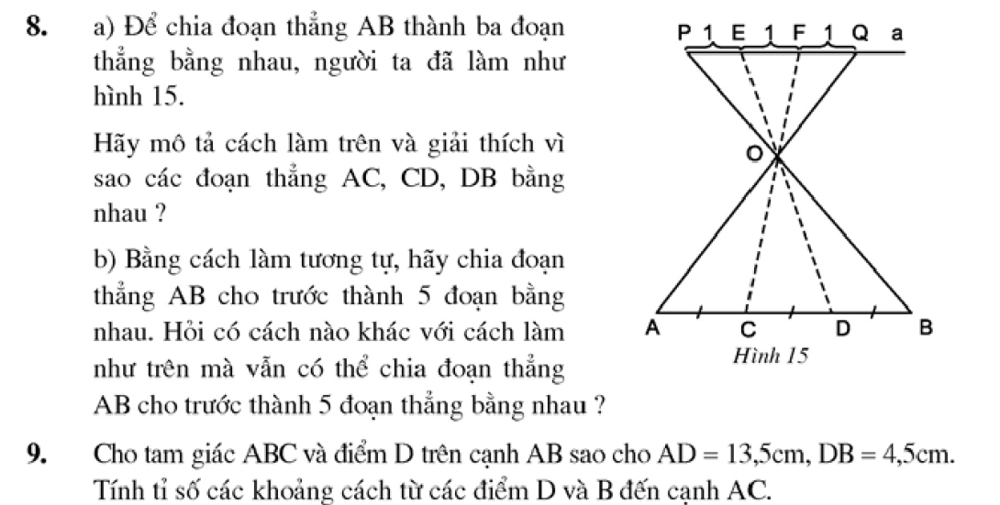 8. a) Để chia đoạn thẳng AB thành ba đoạn
thẳng bằng nhau, người ta đã làm như
hình 15.
Hãy mô tả cách làm trên và giải thích vì
sao các đoạn thẳng AC, CD, DB bằng
nhau ?
b) Bằng cách làm tương tự, hãy chia đoạn
thẳng AB cho trước thành 5 đoạn bằng
nhau. Hỏi có cách nào khác với cách làm
như trên mà vẫn có thể chia đoạn thẳng
AB cho trước thành 5 đoạn thẳng bằng nhau ?
P 1 E 1 F 1 Q a
O
A C D B
Hình 15
9. Cho tam giác ABC và điểm D trên cạnh AB sao cho AD = 13,5cm, DB = 4,5cm.
Tính tỉ số các khoảng cách từ các điểm D và B đến cạnh AC.